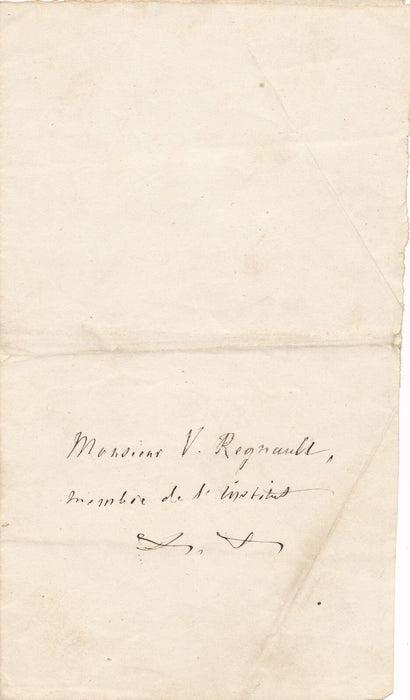 Monsieur V. Regnault,
membre de l'institut